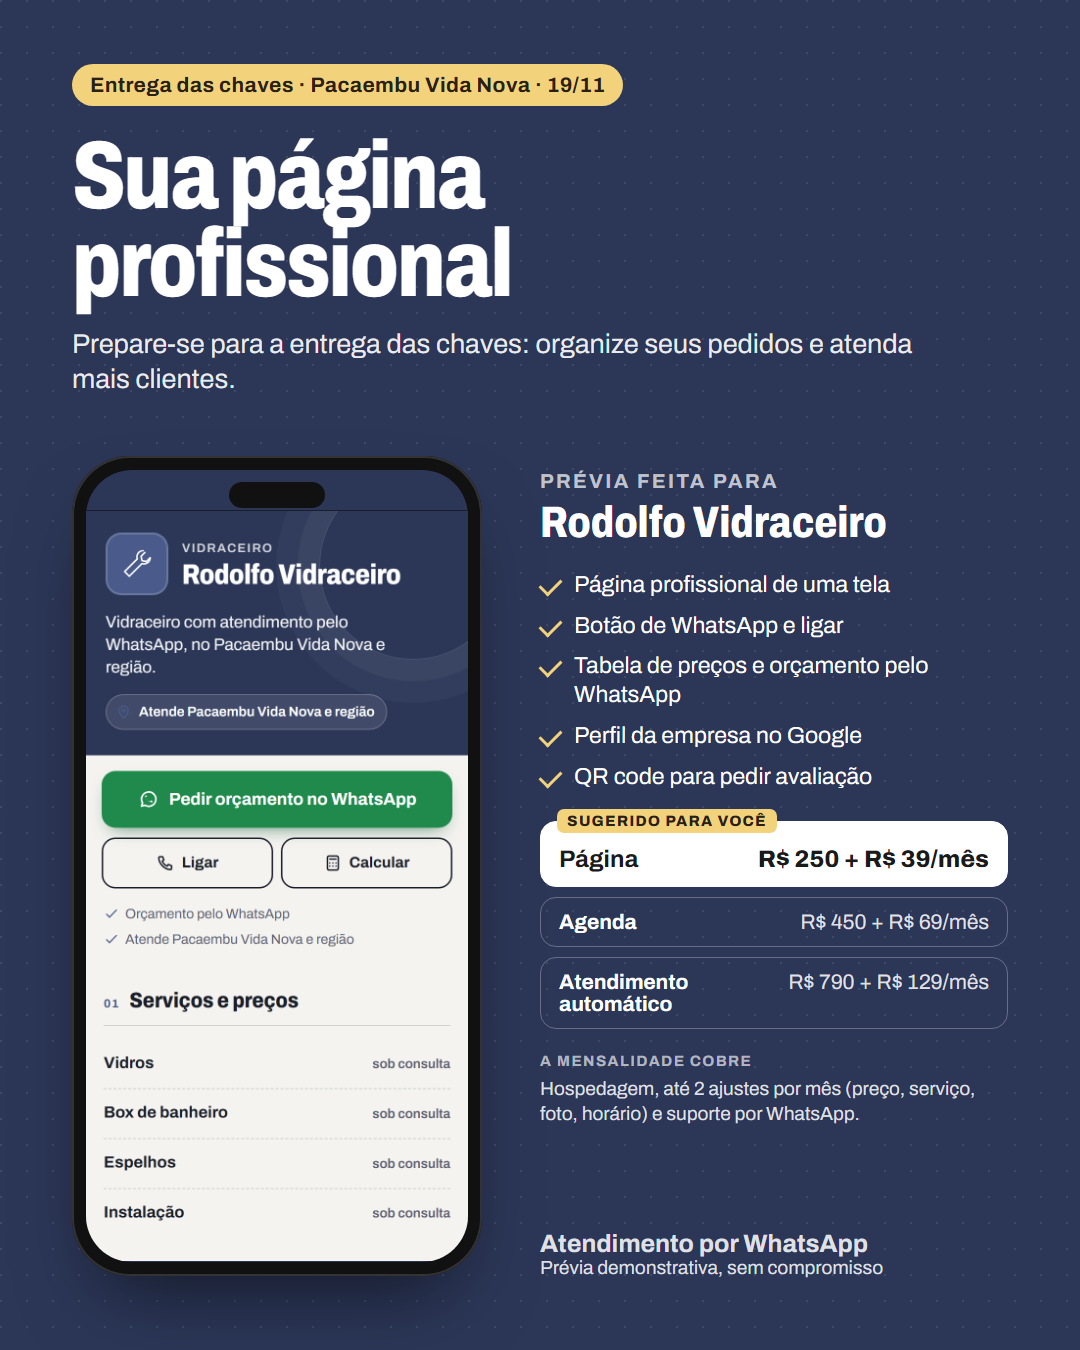 Entrega das chaves · Pacaembu Vida Nova · 19/11
Sua página
profissional
Prepare-se para a entrega das chaves: organize seus pedidos e atenda
mais clientes.
VIDRACEIRO
Rodolfo Vidraceiro
Vidraceiro com atendimento pelo
WhatsApp, no Pacaembu Vida Nova e
região.
Atende Pacaembu Vida Nova e região
Pedir orçamento no WhatsApp
Ligar
Calcular
Orçamento pelo WhatsApp
Atende Pacaembu Vida Nova e região
01 Serviços e preços
Vidros sob consulta
Box de banheiro sob consulta
Espelhos sob consulta
Instalação sob consulta
PRÉVIA FEITA PARA
Rodolfo Vidraceiro
Página profissional de uma tela
Botão de WhatsApp e ligar
Tabela de preços e orçamento pelo
WhatsApp
Perfil da empresa no Google
QR code para pedir avaliação
SUGERIDO PARA VOCÊ
Página R$ 250 + R$ 39/mês
Agenda R$ 450 + R$ 69/mês
Atendimento R$ 790 + R$ 129/mês
automático
A MENSALIDADE COBRE
Hospedagem, até 2 ajustes por mês (preço, serviço,
foto, horário) e suporte por WhatsApp.
Atendimento por WhatsApp
Prévia demonstrativa, sem compromisso